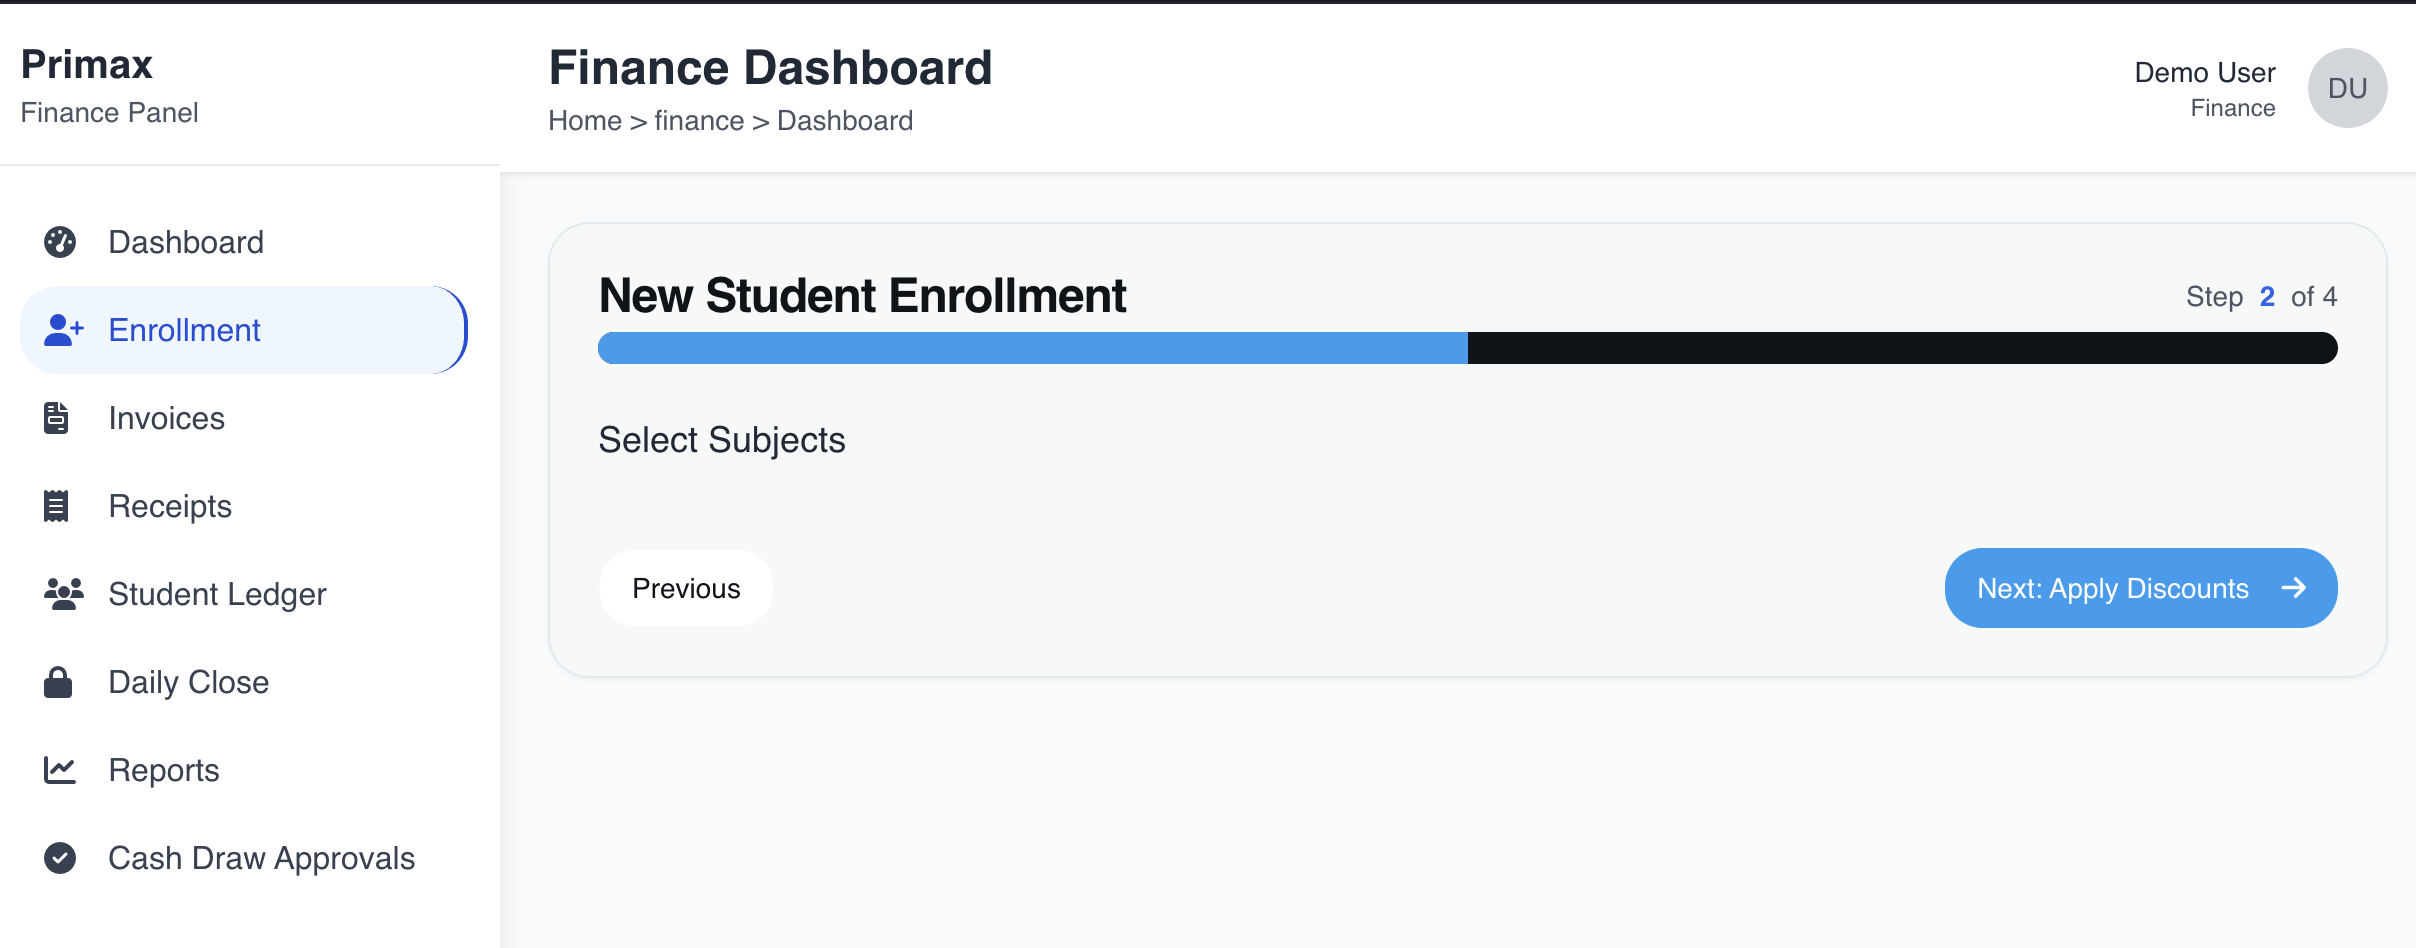 Primax
Finance Panel
Finance Dashboard
Home > finance > Dashboard
Demo User
Finance
DU
Dashboard
Enrollment
Invoices
Receipts
Student Ledger
Daily Close
Reports
Cash Draw Approvals
New Student Enrollment
Step 2 of 4
Select Subjects
Previous
Next: Apply Discounts